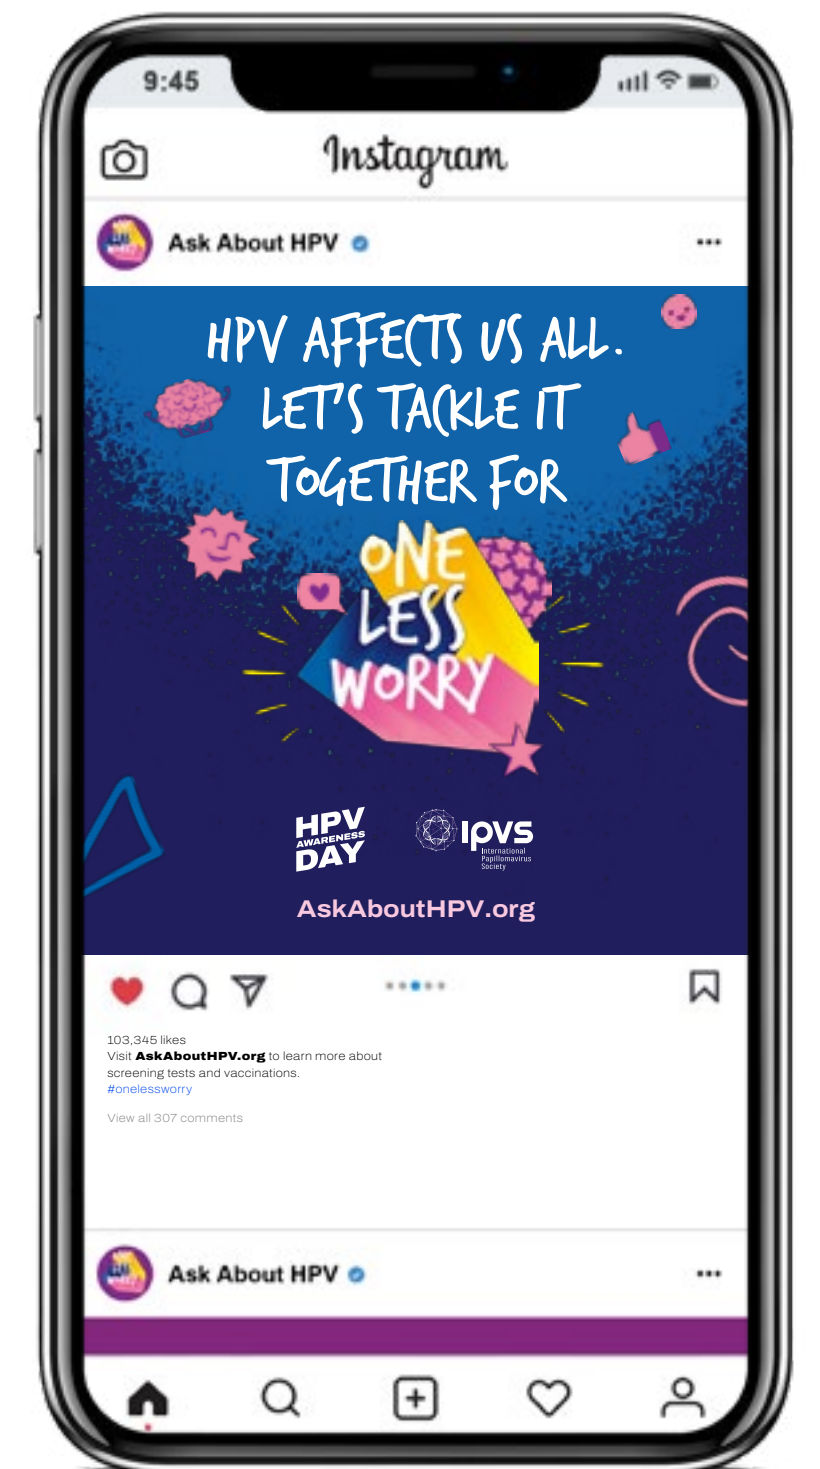 9:45
Instagram
Ask About HPV
HPV AFFECTS US ALL.
LET'S TACKLE IT
TOGETHER FOR
ONE
LESS
WORRY
HPV
AWARENESS
DAY
IPVS
International
Papillomavirus
Society
AskAboutHPV.org
103,345 likes
Visit AskAboutHPV.org to learn more about
screening tests and vaccinations.
#onelessworry
View all 307 comments
Ask About HPV